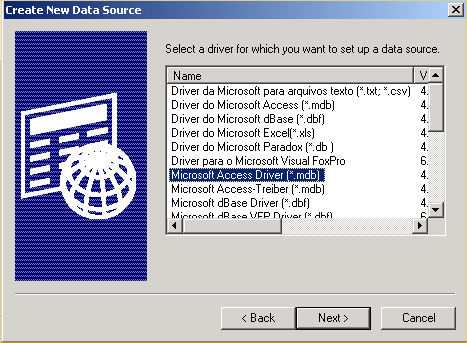 Create New Data Source
Select a driver for which you want to set up a data source.
Name V
Driver da Microsoft para arquivos texto (*.txt; *.csv) 4.
Driver do Microsoft Access (*.mdb) 4.
Driver do Microsoft dBase (*.dbf) 4.
Driver do Microsoft Excel(*.xls) 4.
Driver do Microsoft Paradox (*.db ) 4.
Driver para o Microsoft Visual FoxPro 6.
Microsoft Access Driver (*.mdb) 4.
Microsoft Access-Treiber (*.mdb) 4.
Microsoft dBase Driver (*.dbf) 4.
Microsoft dBase VFP Driver (*.dbf) 6.
< Back Next > Cancel